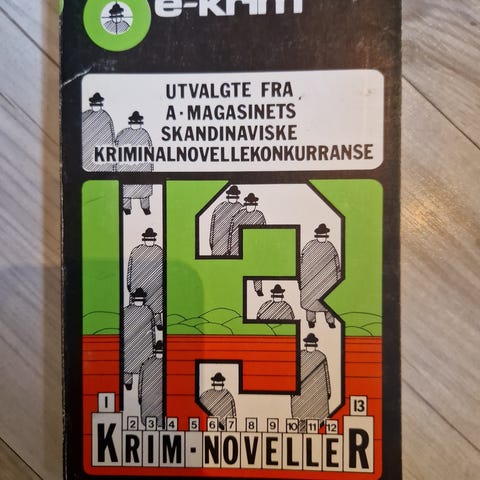 e-krim
UTVALGTE FRA
A·MAGASINETS
SKANDINAVISKE
KRIMINALNOVELLEKONKURRANSE
13
1 2 3 4 5 6 7 8 9 10 11 12 13
KRIM-NOVELLER